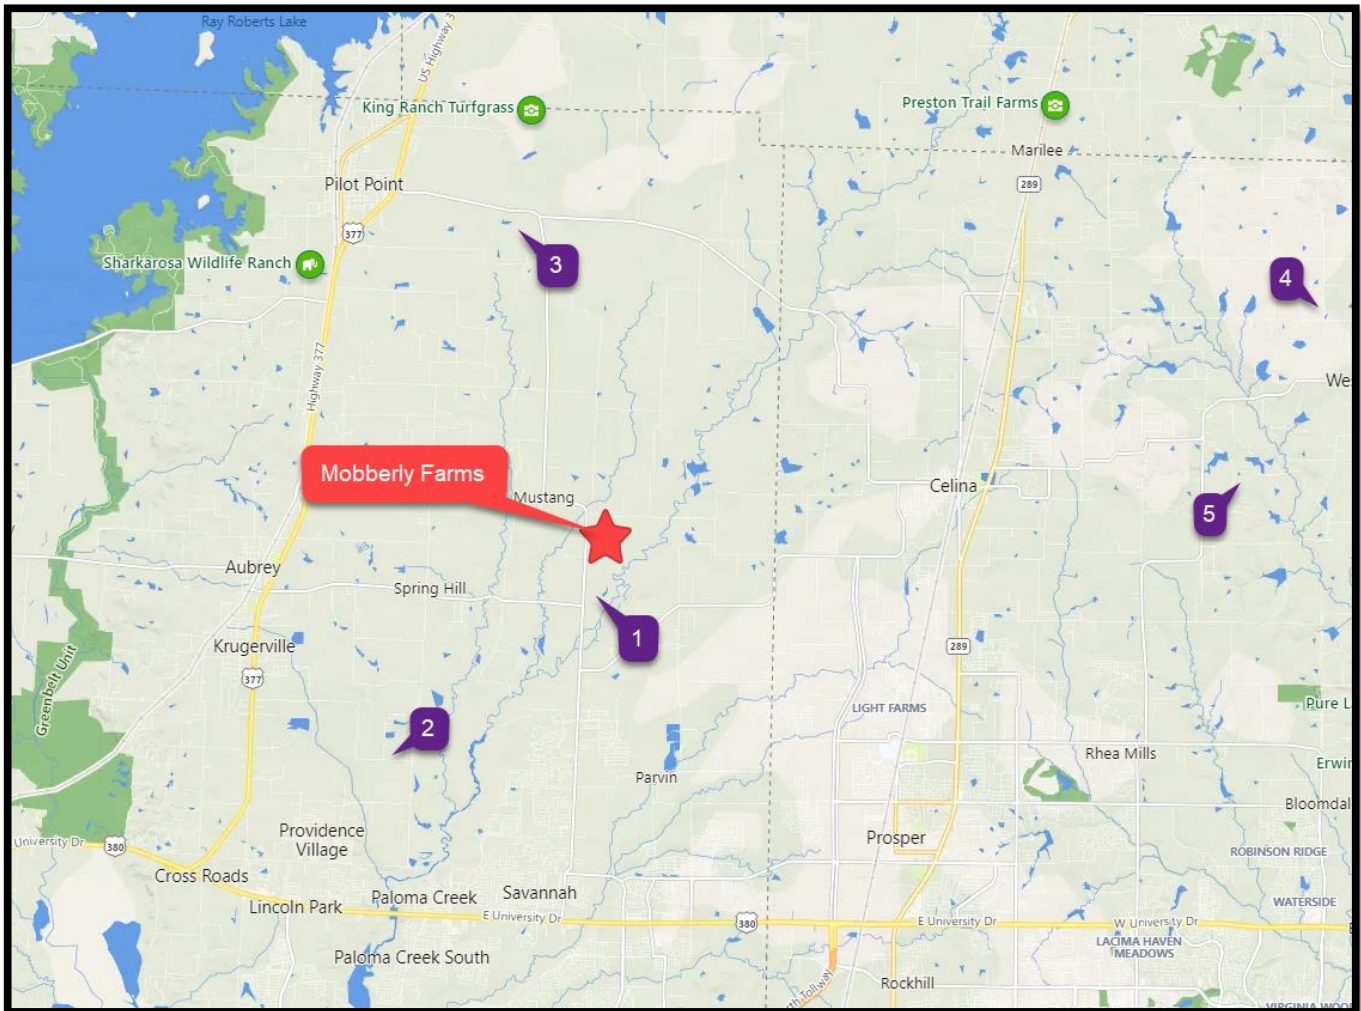 Ray Roberts Lake
US Highway 3
King Ranch Turfgrass
Preston Trail Farms
Marilee
Pilot Point
289
377
3
Sharkarosa Wildlife Ranch
4
We
Highway 377
Mobberly Farms
Mustang
Celina
5
Aubrey
Spring Hill
1
Krugerville
289
377
Greenbelt Unit
LIGHT FARMS
Pure L
2
Rhea Mills
Parvin
Erwin
Bloomdal
Providence
Village
Prosper
University Dr
380
ROBINSON RIDGE
Cross Roads
Paloma Creek
Savannah
Lincoln Park
WATERSIDE
E University Dr
380
E University Dr
W University Dr
LACIMA HAVEN
MEADOWS
Paloma Creek South
Rockhill
th Tollway
VIRGINIA WOO